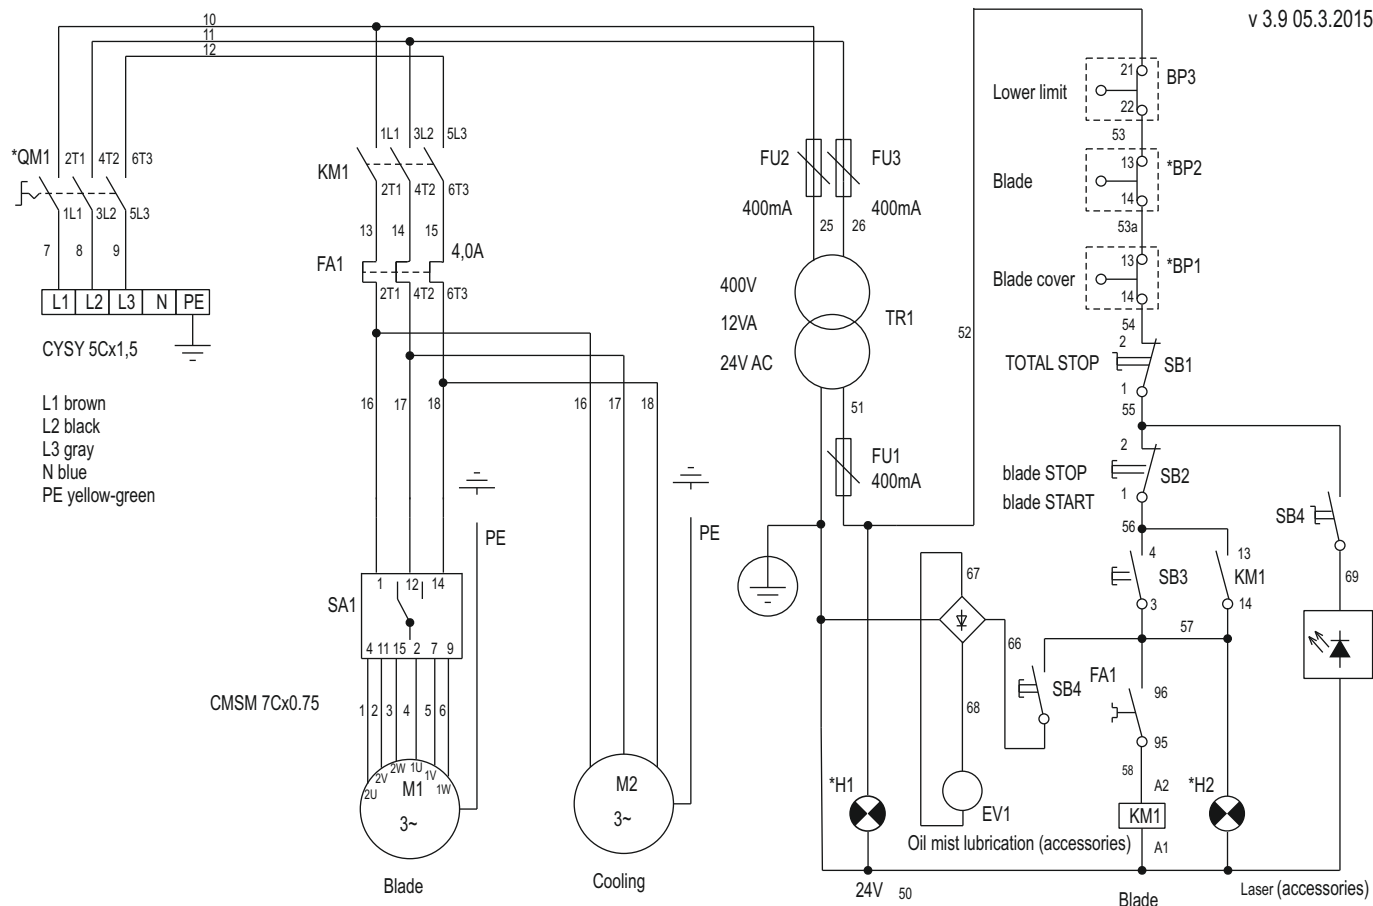 v 3.9 05.3.2015
10
11
12
*QM1 2T1 4T2 6T3
1L1 3L2 5L3
7 8 9
L1 L2 L3 N PE
CYSY 5Cx1,5
L1 brown
L2 black
L3 gray
N blue
PE yellow-green
1L1 3L2 5L3
KM1
2T1 4T2 6T3
13 14 15
4,0A
FA1
2T1 4T2 6T3
16 17 18
16 17 18
PE
PE
1 12 14
SA1
4 11 15 2 7 9
CMSM 7Cx0.75
1 2 3 4 5 6
2U 2V 2W 1U 1V 1W
M1
3~
Blade
M2
3~
Cooling
FU2 FU3
400mA 400mA
25 26
400V
12VA
24V AC
TR1
51
FU1
400mA
52
67
66
68
SB4
*H1
EV1
Oil mist lubrication (accessories)
24V 50
Lower limit
21
22
BP3
53
Blade
13
14
*BP2
53a
Blade cover
13
14
*BP1
54
2
TOTAL STOP
SB1
1
55
2
blade STOP
blade START
SB2
1
56
4
SB3
3
13
KM1
14
57
FA1
96
95
58
A2
KM1
A1
Blade
*H2
SB4
69
Laser (accessories)